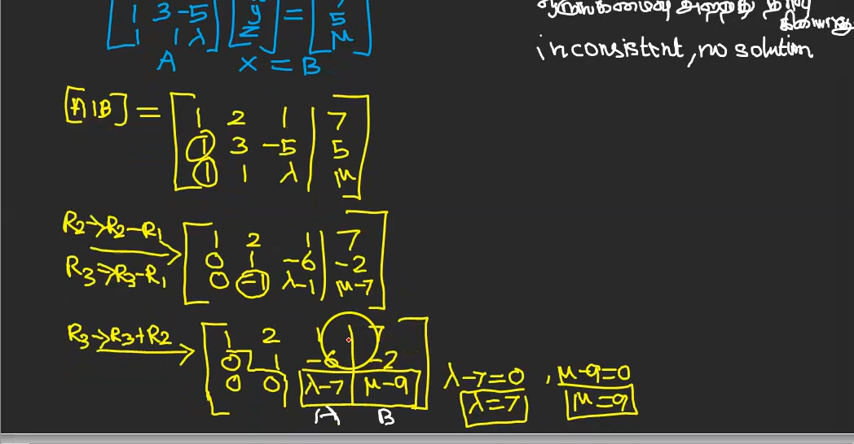 1 3 -5 y = 5
1 1 λ z μ
A X = B
inconsistent, no solution
[A|B] = 1 2 1 | 7
1 3 -5 | 5
1 1 λ | μ
R2→R2-R1 1 2 1 | 7
0 1 -6 | -2
R3→R3-R1 0 -1 λ-1 | μ-7
R3→R3+R2 1 2 1 | 7
0 1 -6 | -2
0 0 λ-7 | μ-9 λ-7=0, μ-9=0
λ=7 μ=9
A B